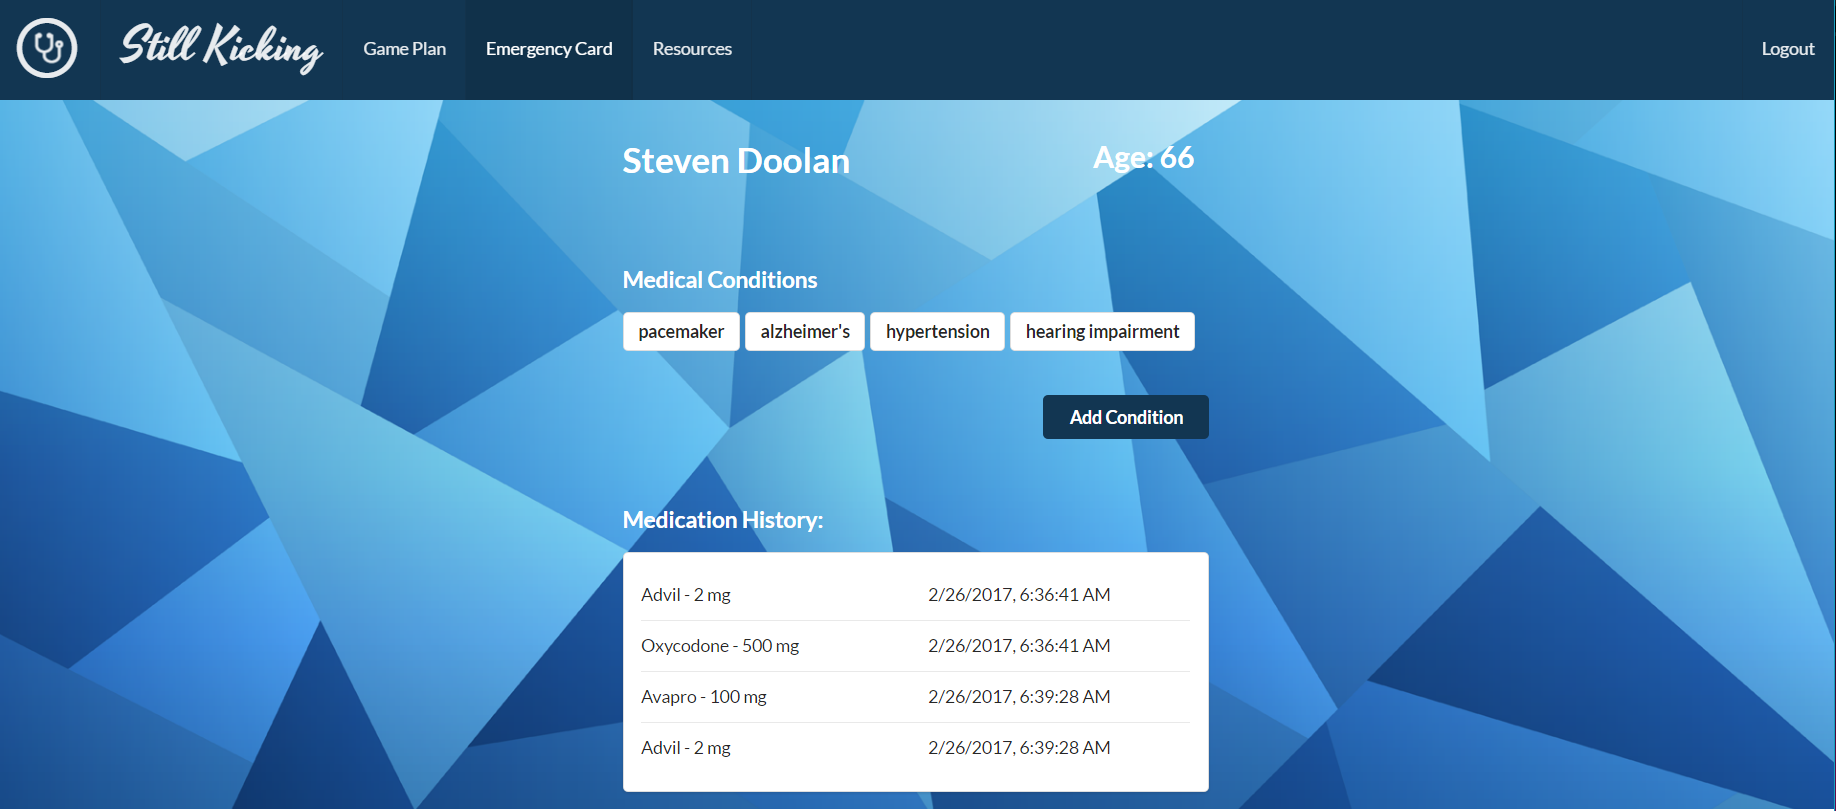 Still Kicking Game Plan Emergency Card Resources Logout
Steven Doolan Age: 66
Medical Conditions
pacemaker alzheimer's hypertension hearing impairment
Add Condition
Medication History:
Advil - 2 mg 2/26/2017, 6:36:41 AM
Oxycodone - 500 mg 2/26/2017, 6:36:41 AM
Avapro - 100 mg 2/26/2017, 6:39:28 AM
Advil - 2 mg 2/26/2017, 6:39:28 AM